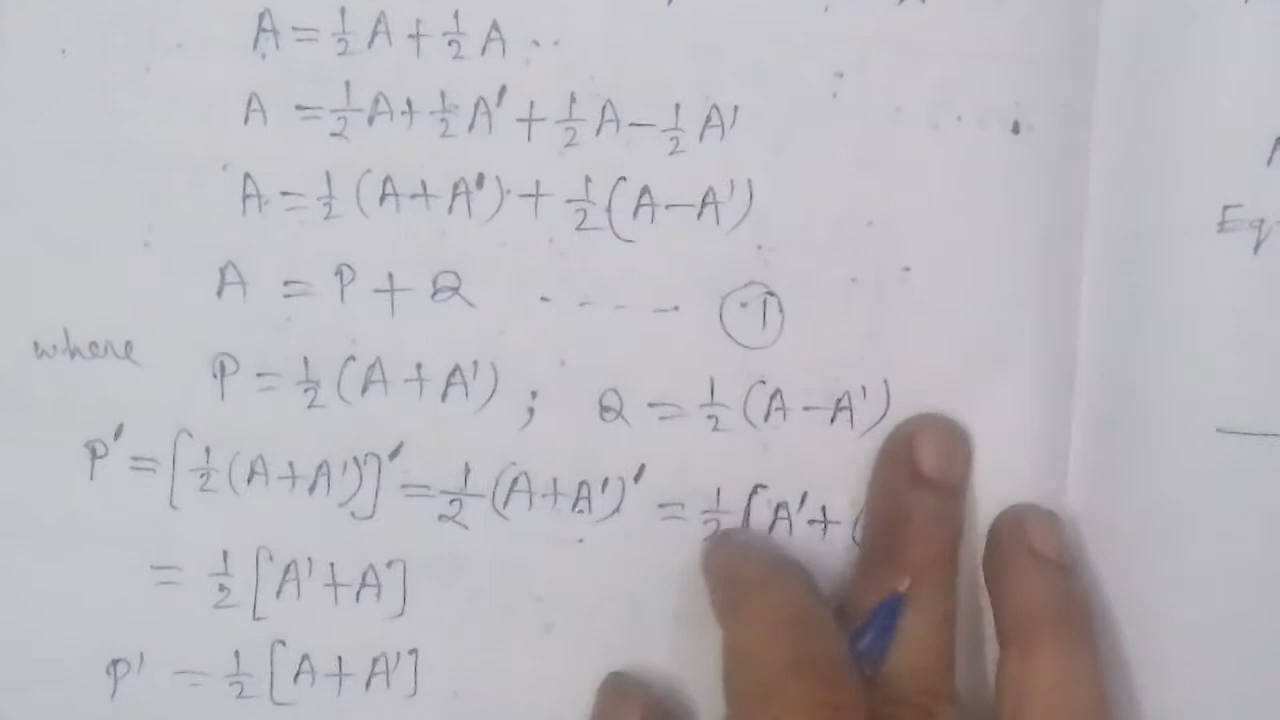 A = 1/2 A + 1/2 A ..
A = 1/2 A + 1/2 A' + 1/2 A - 1/2 A'
A = 1/2 (A + A') + 1/2 (A - A')
A = P + Q ..... ①
where
P = 1/2 (A + A') ; Q = 1/2 (A - A')
P' = [1/2 (A + A')]' = 1/2 (A + A')' = 1/2 [A' + (
= 1/2 [A' + A]
P' = 1/2 [A + A']
Eq